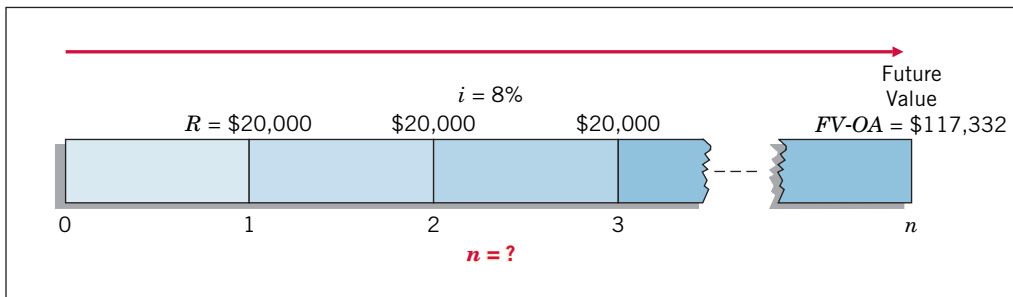 Future
Value
i = 8%
R = $20,000 $20,000 $20,000 FV-OA = $117,332
0 1 2 3 n
n = ?